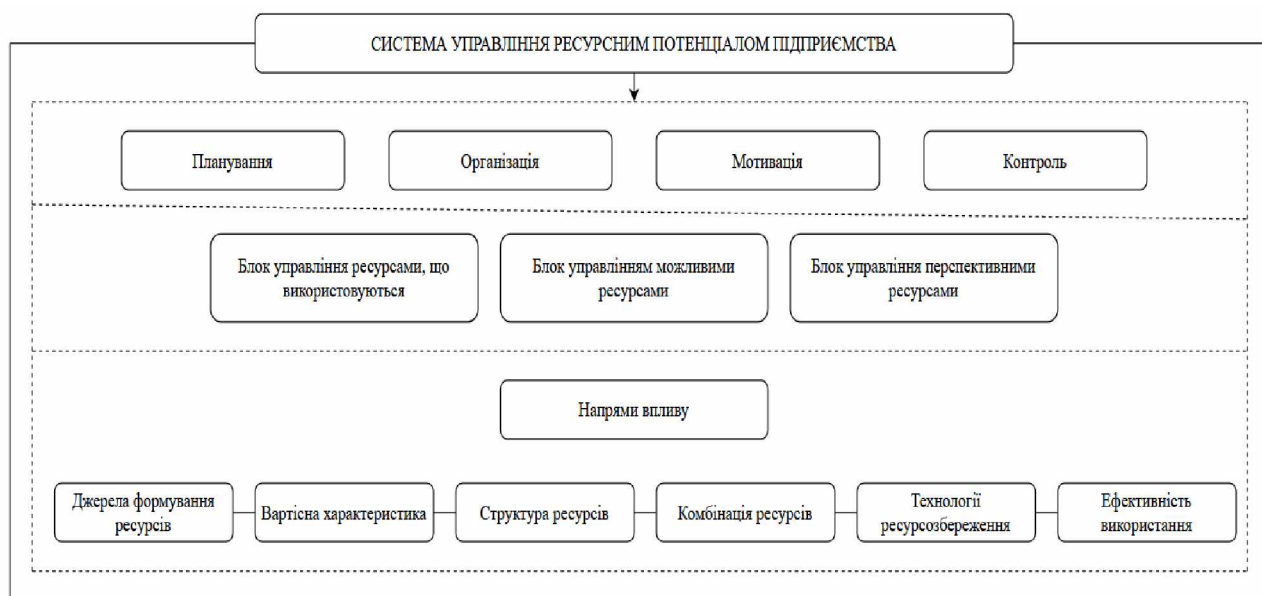 СИСТЕМА УПРАВЛІННЯ РЕСУРСНИМ ПОТЕНЦІАЛОМ ПІДПРИЄМСТВА
Планування
Організація
Мотивація
Контроль
Блок управління ресурсами, що
використовуються
Блок управлінням можливими
ресурсами
Блок управління перспективними
ресурсами
Напрями впливу
Джерела формування
ресурсів
Вартісна характеристика
Структура ресурсів
Комбінація ресурсів
Технології
ресурсозбереження
Ефективність
використання